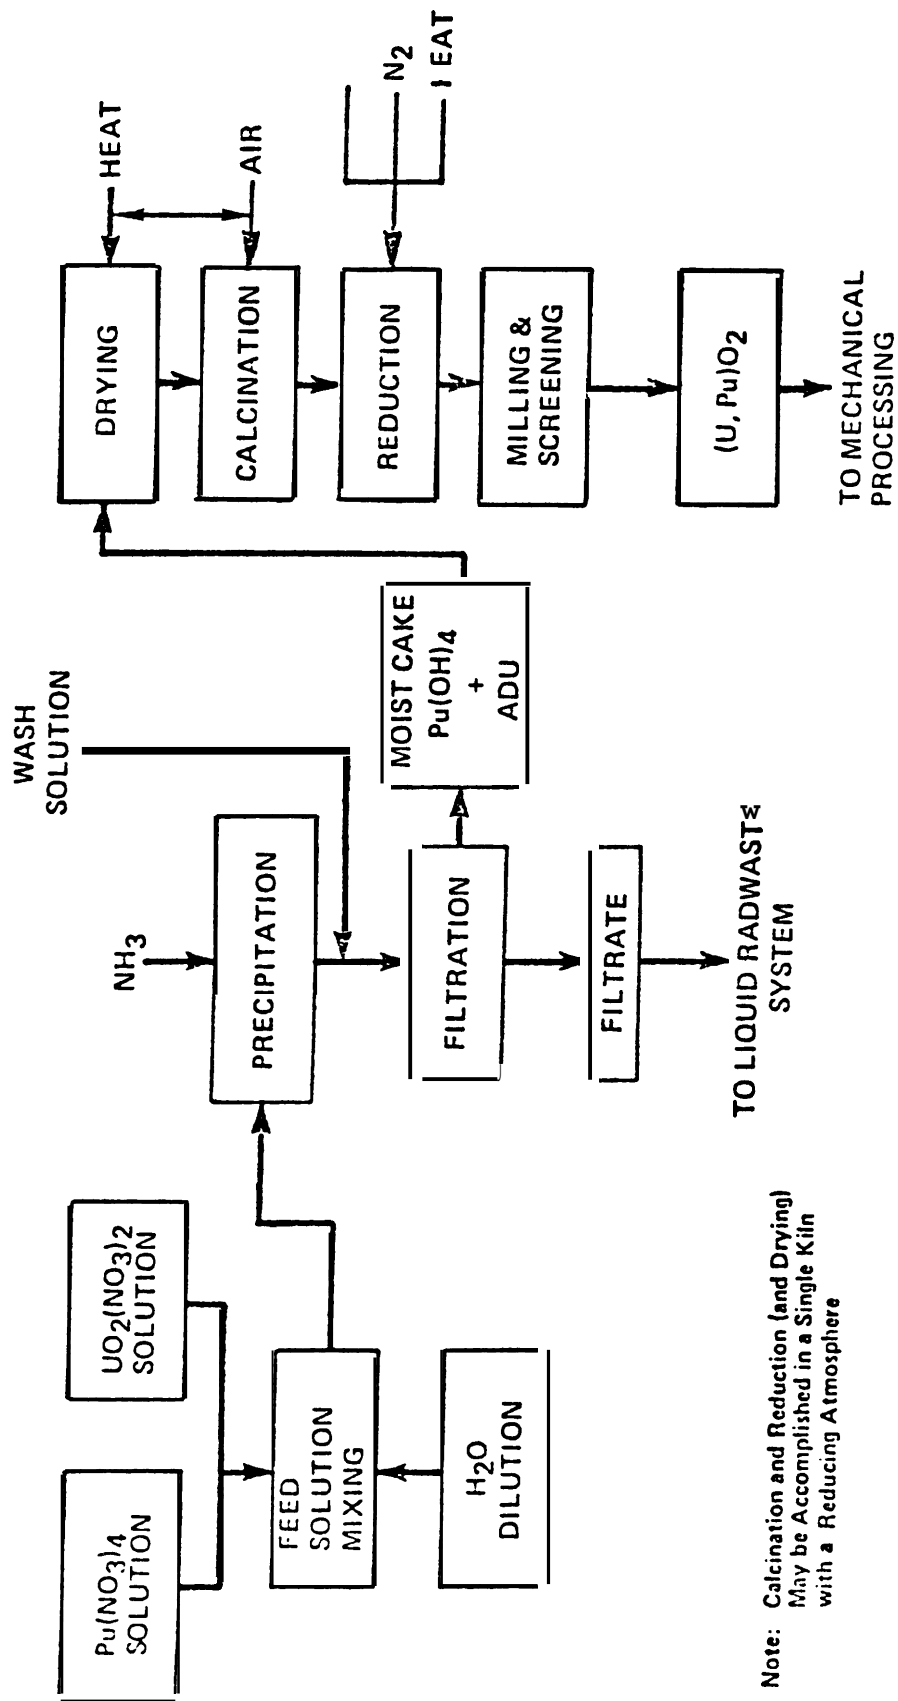 Pu(NO3)4
SOLUTION
UO2(NO3)2
SOLUTION
FEED
SOLUTION
MIXING
H2O
DILUTION
NH3
PRECIPITATION
WASH
SOLUTION
FILTRATION
FILTRATE
TO LIQUID RADWASTE
SYSTEM
MOIST CAKE
Pu(OH)4
+
ADU
DRYING
HEAT
CALCINATION
AIR
REDUCTION
N2
EAT
MILLING &
SCREENING
(U, Pu)O2
TO MECHANICAL
PROCESSING
Note: Calcination and Reduction (and Drying)
May be Accomplished in a Single Kiln
with a Reducing Atmosphere